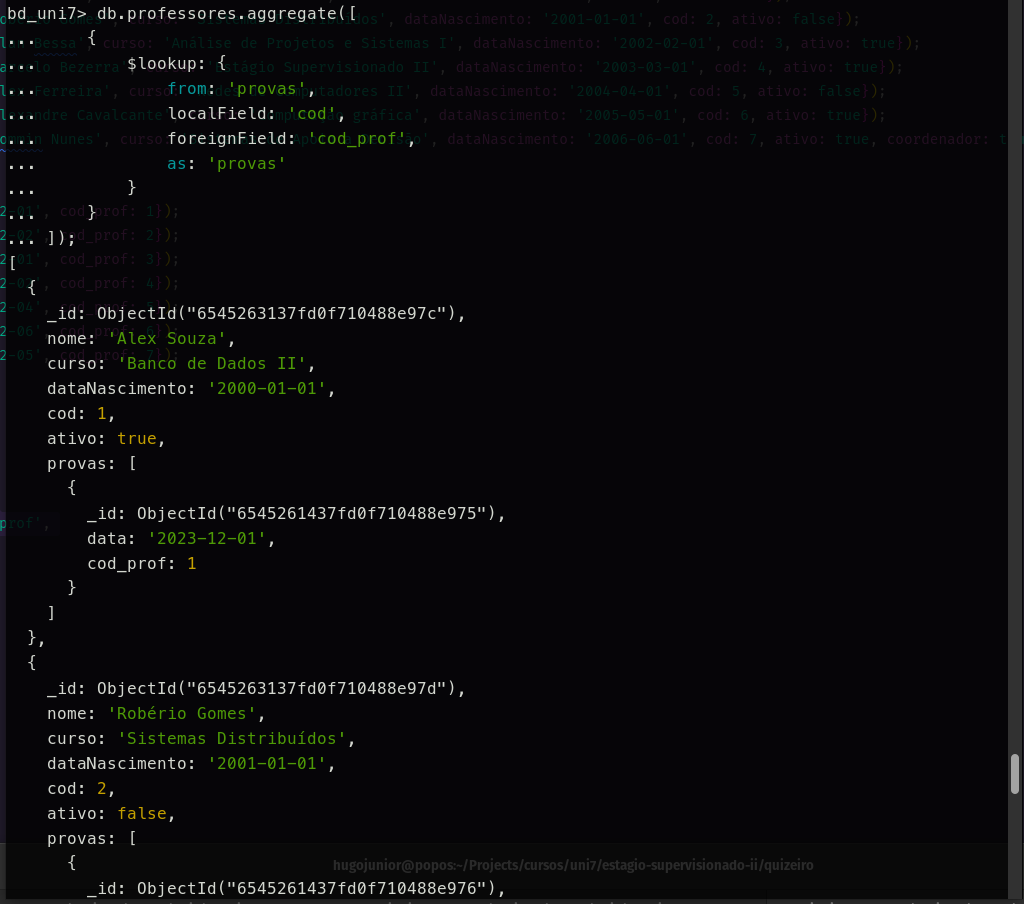 bd_uni7> db.professores.aggregate([
...     {
...         $lookup: {
...             from: 'provas',
...             localField: 'cod',
...             foreignField: 'cod_prof',
...             as: 'provas'
...         }
...     }
... ]);
[
  {
    _id: ObjectId("6545263137fd0f710488e97c"),
    nome: 'Alex Souza',
    curso: 'Banco de Dados II',
    dataNascimento: '2000-01-01',
    cod: 1,
    ativo: true,
    provas: [
      {
        _id: ObjectId("6545261437fd0f710488e975"),
        data: '2023-12-01',
        cod_prof: 1
      }
    ]
  },
  {
    _id: ObjectId("6545263137fd0f710488e97d"),
    nome: 'Robério Gomes',
    curso: 'Sistemas Distribuídos',
    dataNascimento: '2001-01-01',
    cod: 2,
    ativo: false,
    provas: [
      {
hugojunior@popos:~/Projects/cursos/uni7/estagio-supervisionado-ii/quizeiro
        _id: ObjectId("6545261437fd0f710488e976"),